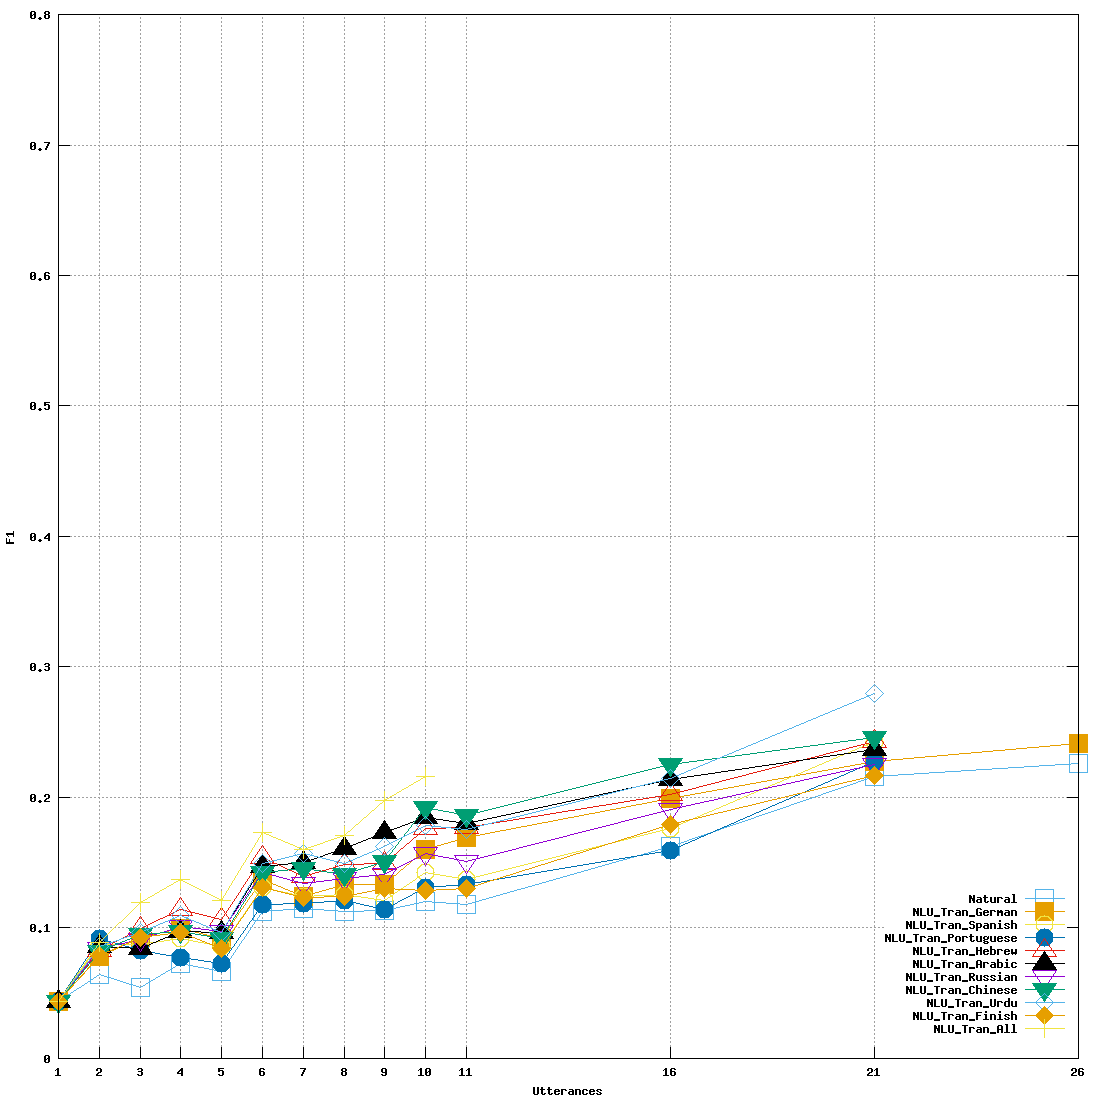 0.8
0.7
0.6
0.5
0.4
0.3
0.2
0.1
0
F1
Natural
NLU_Tran_German
NLU_Tran_Spanish
NLU_Tran_Portuguese
NLU_Tran_Hebrew
NLU_Tran_Arabic
NLU_Tran_Russian
NLU_Tran_Chinese
NLU_Tran_Urdu
NLU_Tran_Finish
NLU_Tran_All
1 2 3 4 5 6 7 8 9 10 11 16 21 26
Utterances